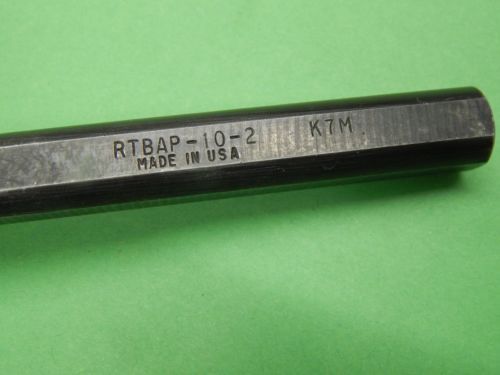 RTBAP-10-2 K7M
MADE IN USA